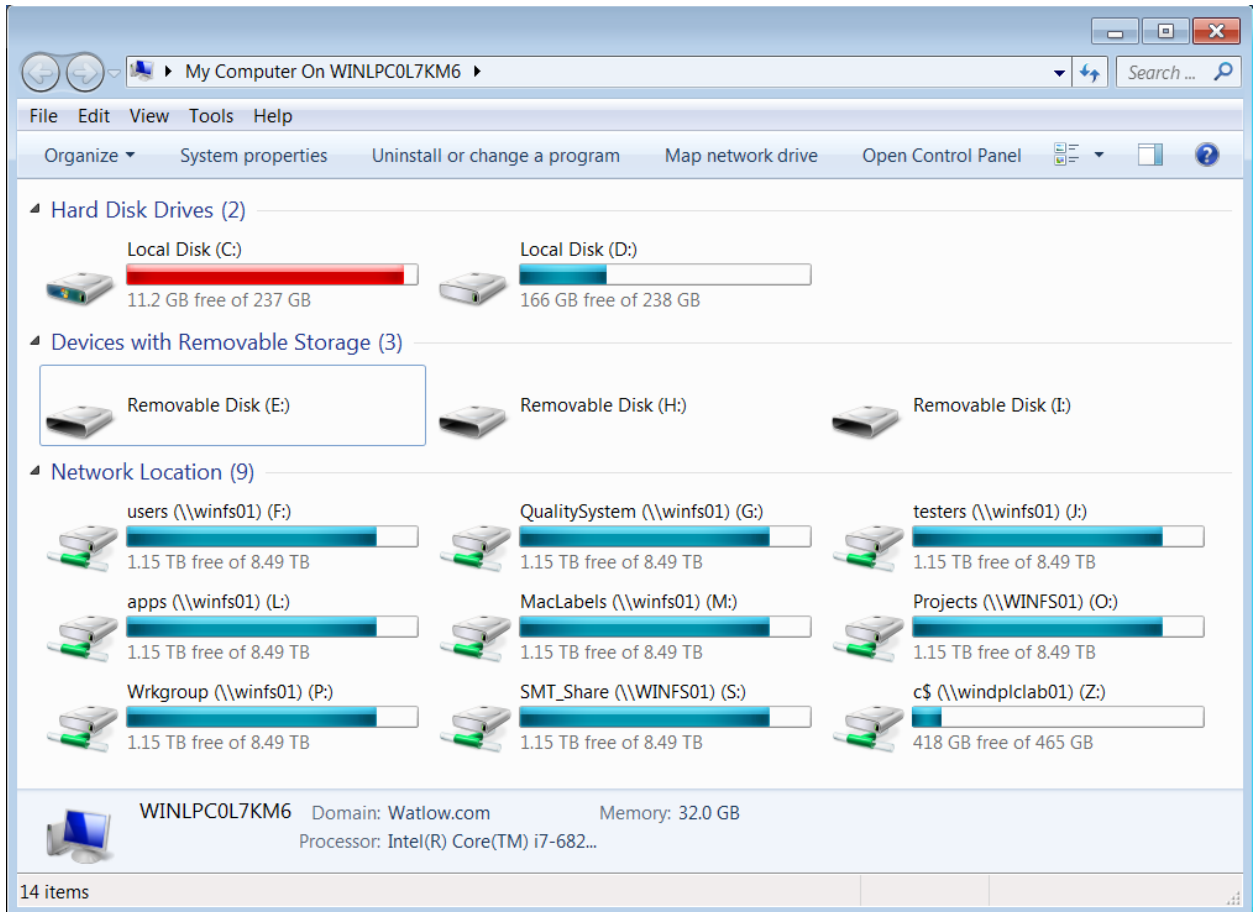 My Computer On WINLPC0L7KM6
Search ...
File Edit View Tools Help
Organize System properties Uninstall or change a program Map network drive Open Control Panel
Hard Disk Drives (2)
Local Disk (C:) Local Disk (D:)
11.2 GB free of 237 GB 166 GB free of 238 GB
Devices with Removable Storage (3)
Removable Disk (E:) Removable Disk (H:) Removable Disk (I:)
Network Location (9)
users (\\winfs01) (F:) QualitySystem (\\winfs01) (G:) testers (\\winfs01) (J:)
1.15 TB free of 8.49 TB 1.15 TB free of 8.49 TB 1.15 TB free of 8.49 TB
apps (\\winfs01) (L:) MacLabels (\\winfs01) (M:) Projects (\\WINFS01) (O:)
1.15 TB free of 8.49 TB 1.15 TB free of 8.49 TB 1.15 TB free of 8.49 TB
Wrkgroup (\\winfs01) (P:) SMT_Share (\\WINFS01) (S:) c$ (\\windplclab01) (Z:)
1.15 TB free of 8.49 TB 1.15 TB free of 8.49 TB 418 GB free of 465 GB
WINLPC0L7KM6 Domain: Watlow.com Memory: 32.0 GB
Processor: Intel(R) Core(TM) i7-682...
14 items